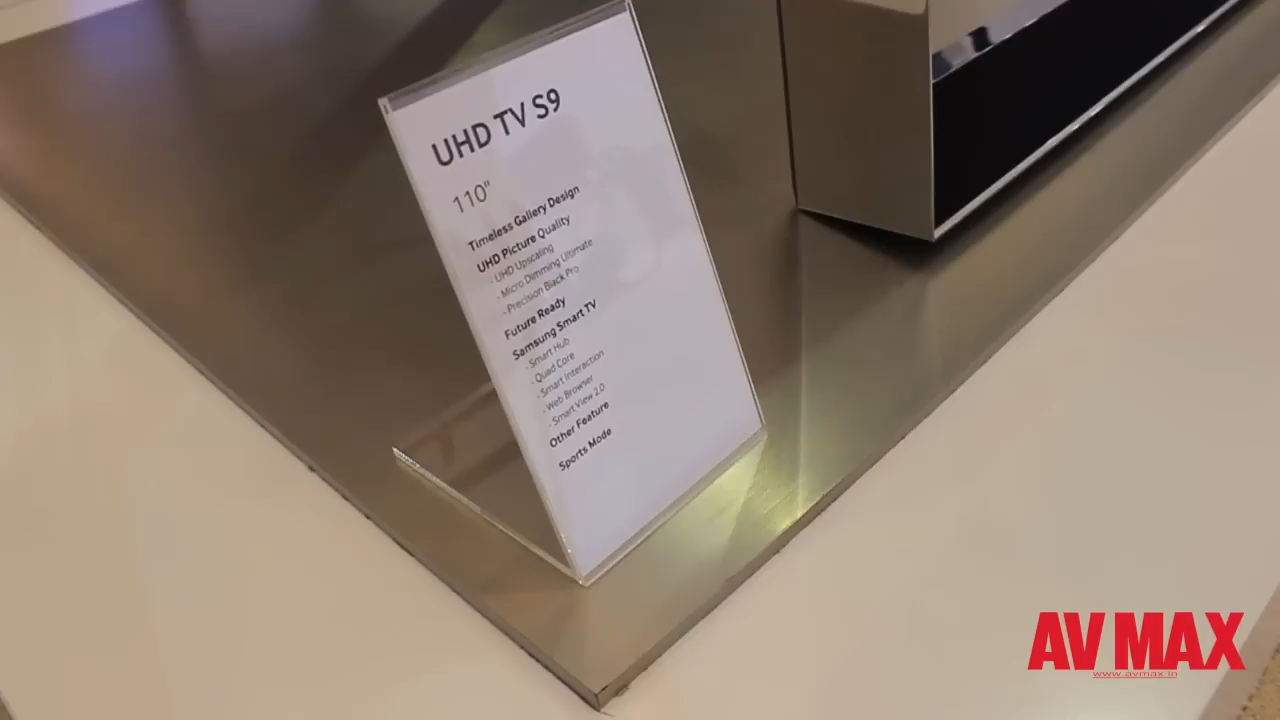 UHD TV S9
110"
Timeless Gallery Design
UHD Picture Quality
- UHD Upscaling
- Micro Dimming Ultimate
- Precision Black Pro
Future Ready
Samsung Smart TV
- Smart Hub
- Quad Core
- Smart Interaction
- Web Browser
- Smart View 2.0
Other Feature
Sports Mode
AV MAX
www.avmax.in